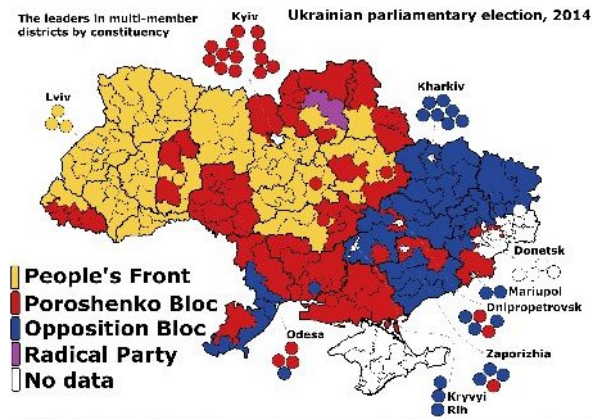 The leaders in multi-member
districts by constituency
Kyiv
Ukrainian parliamentary election, 2014
Lviv
Kharkiv
Donetsk
Mariupol
Dnipropetrovsk
Zaporizhia
Kryvyi
Rih
Odesa
People's Front
Poroshenko Bloc
Opposition Bloc
Radical Party
No data